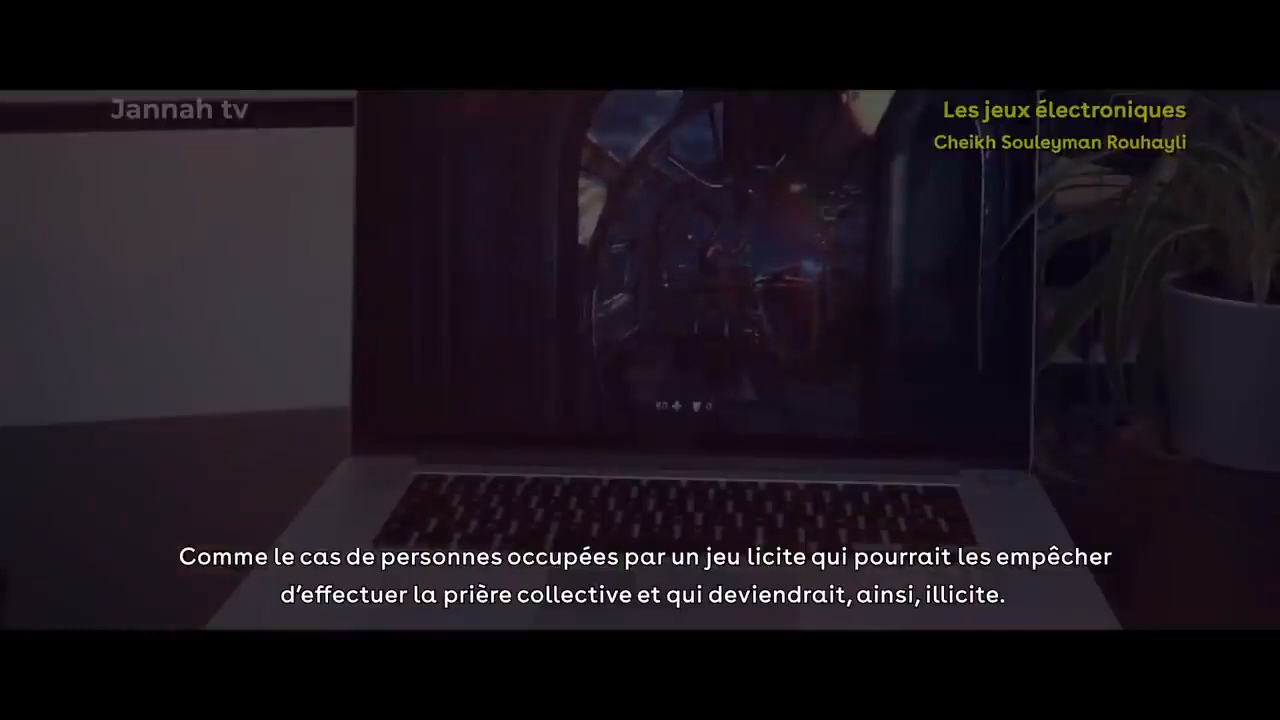 Jannah tv
Les jeux électroniques
Cheikh Souleyman Rouhayli
Comme le cas de personnes occupées par un jeu licite qui pourrait les empêcher
d'effectuer la prière collective et qui deviendrait, ainsi, illicite.